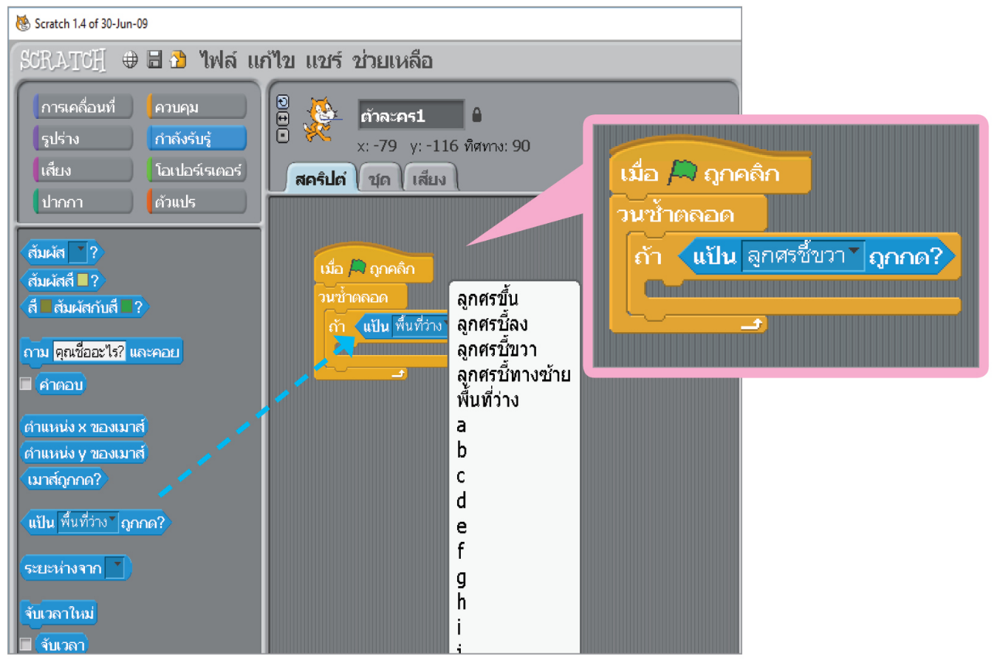 Scratch 1.4 of 30-Jun-09
SCRATCH ไฟล์ แก้ไข แชร์ ช่วยเหลือ
การเคลื่อนที่ ควบคุม
รูปร่าง กำลังรับรู้
เสียง โอเปอร์เรเตอร์
ปากกา ตัวแปร
สัมผัส ?
สัมผัสสี ?
สี สัมผัสกับสี ?
ถาม คุณชื่ออะไร? และคอย
คำตอบ
ตำแหน่ง x ของเมาส์
ตำแหน่ง y ของเมาส์
เมาส์ถูกกด?
แป้น พื้นที่ว่าง ถูกกด?
ระยะห่างจาก
จับเวลาใหม่
จับเวลา
ตัวละคร1
x: -79 y: -116 ทิศทาง: 90
สคริปต์ ชุด เสียง
เมื่อ ถูกคลิก
วนซ้ำตลอด
ถ้า แป้น พื้นที่ว่าง
ลูกศรขึ้น
ลูกศรชี้ลง
ลูกศรชี้ขวา
ลูกศรชี้ทางซ้าย
พื้นที่ว่าง
a
b
c
d
e
f
g
h
i
j
เมื่อ ถูกคลิก
วนซ้ำตลอด
ถ้า แป้น ลูกศรชี้ขวา ถูกกด?